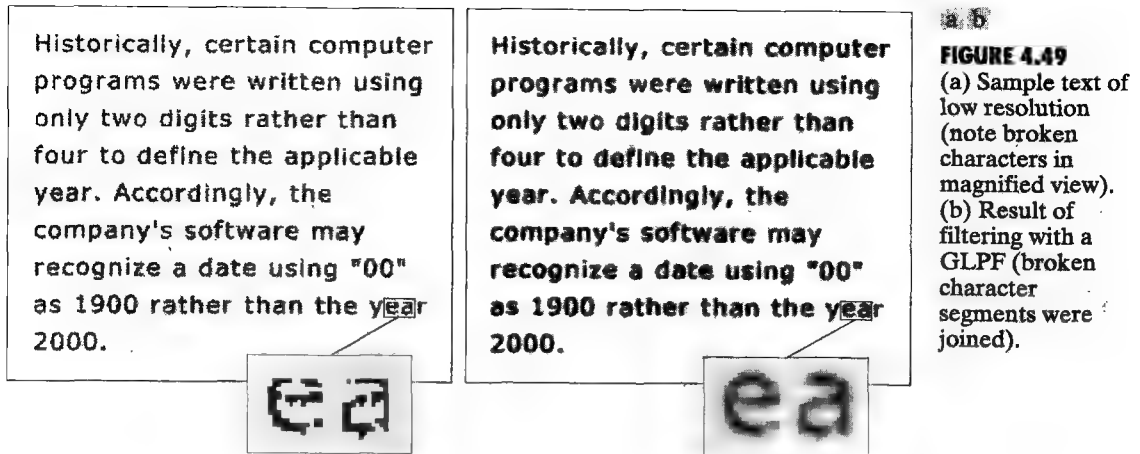 Historically, certain computer
programs were written using
only two digits rather than
four to define the applicable
year. Accordingly, the
company's software may
recognize a date using "00"
as 1900 rather than the year
2000.
ea
Historically, certain computer
programs were written using
only two digits rather than
four to define the applicable
year. Accordingly, the
company's software may
recognize a date using "00"
as 1900 rather than the year
2000.
ea
a b
FIGURE 4.49
(a) Sample text of
low resolution
(note broken
characters in
magnified view).
(b) Result of
filtering with a
GLPF (broken
character
segments were
joined).